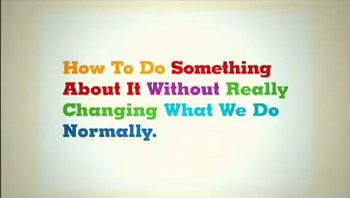 How To Do Something
About It Without Really
Changing What We Do
Normally.